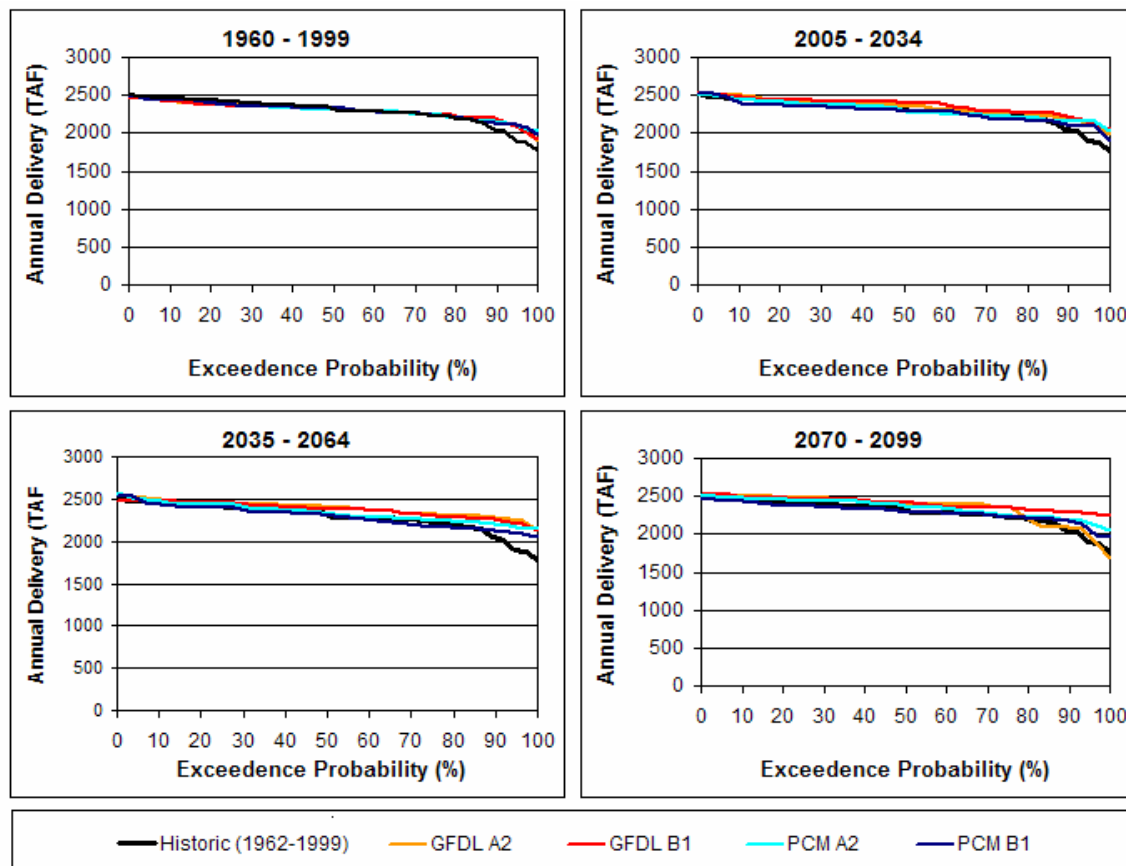 1960 - 1999
Annual Delivery (TAF)
3000
2500
2000
1500
1000
500
0
0 10 20 30 40 50 60 70 80 90 100
Exceedence Probability (%)
2005 - 2034
Annual Delivery (TAF)
3000
2500
2000
1500
1000
500
0
0 10 20 30 40 50 60 70 80 90 100
Exceedence Probability (%)
2035 - 2064
Annual Delivery (TAF
3000
2500
2000
1500
1000
500
0
0 10 20 30 40 50 60 70 80 90 100
Exceedence Probability (%)
2070 - 2099
Annual Delivery (TAF)
3000
2500
2000
1500
1000
500
0
0 10 20 30 40 50 60 70 80 90 100
Exceedence Probability (%)
Historic (1962-1999) GFDL A2 GFDL B1 PCM A2 PCM B1